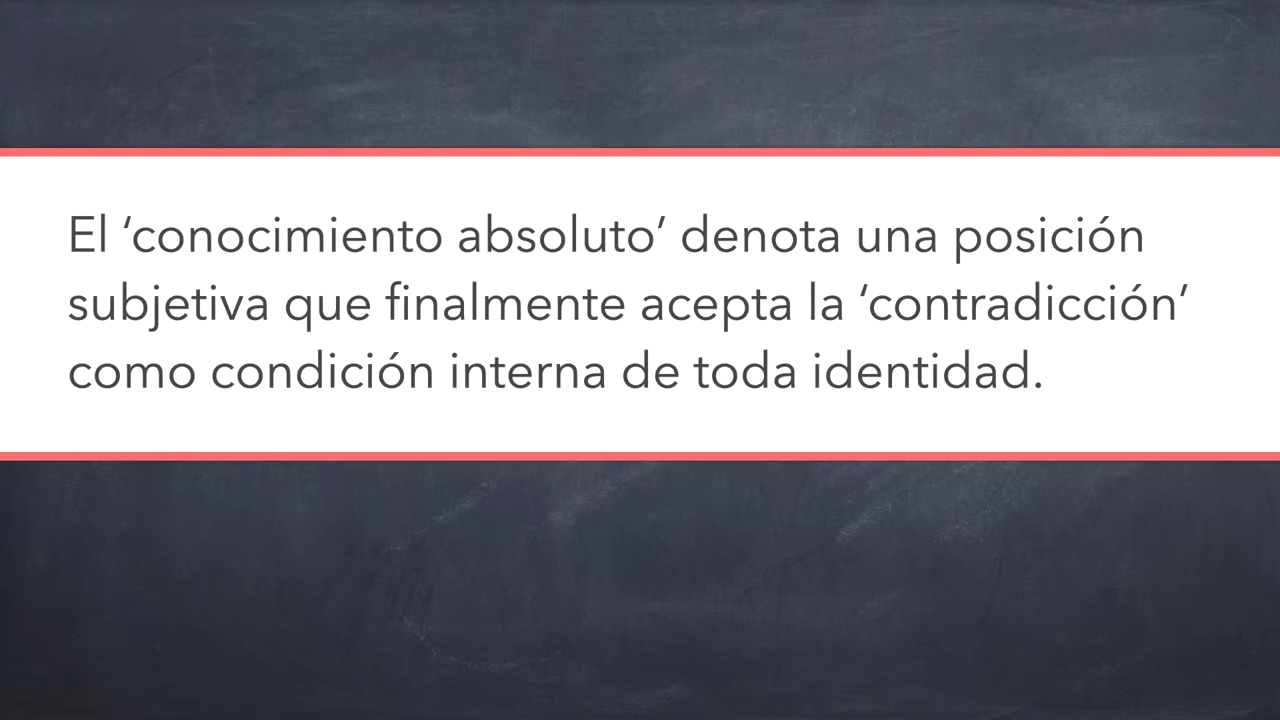 El ‘conocimiento absoluto’ denota una posición
subjetiva que finalmente acepta la ‘contradicción’
como condición interna de toda identidad.